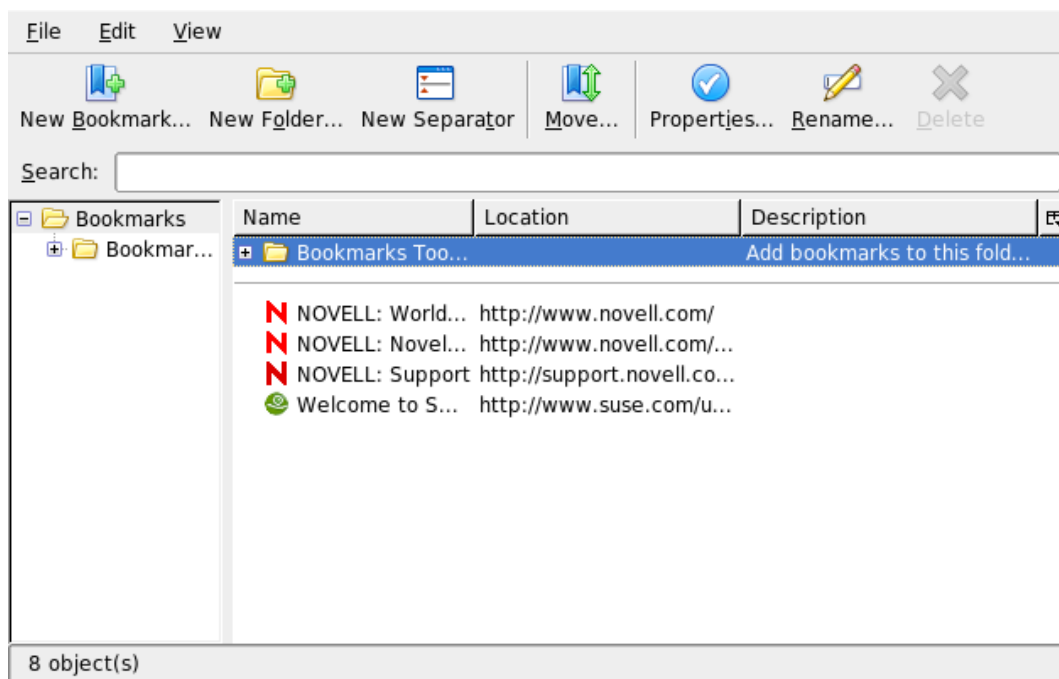 File Edit View
New Bookmark... New Folder... New Separator Move... Properties... Rename... Delete
Search:
Bookmarks
Bookmar...
Name Location Description
Bookmarks Too... Add bookmarks to this fold...
NOVELL: World... http://www.novell.com/
NOVELL: Novel... http://www.novell.com/...
NOVELL: Support http://support.novell.co...
Welcome to S... http://www.suse.com/u...
8 object(s)